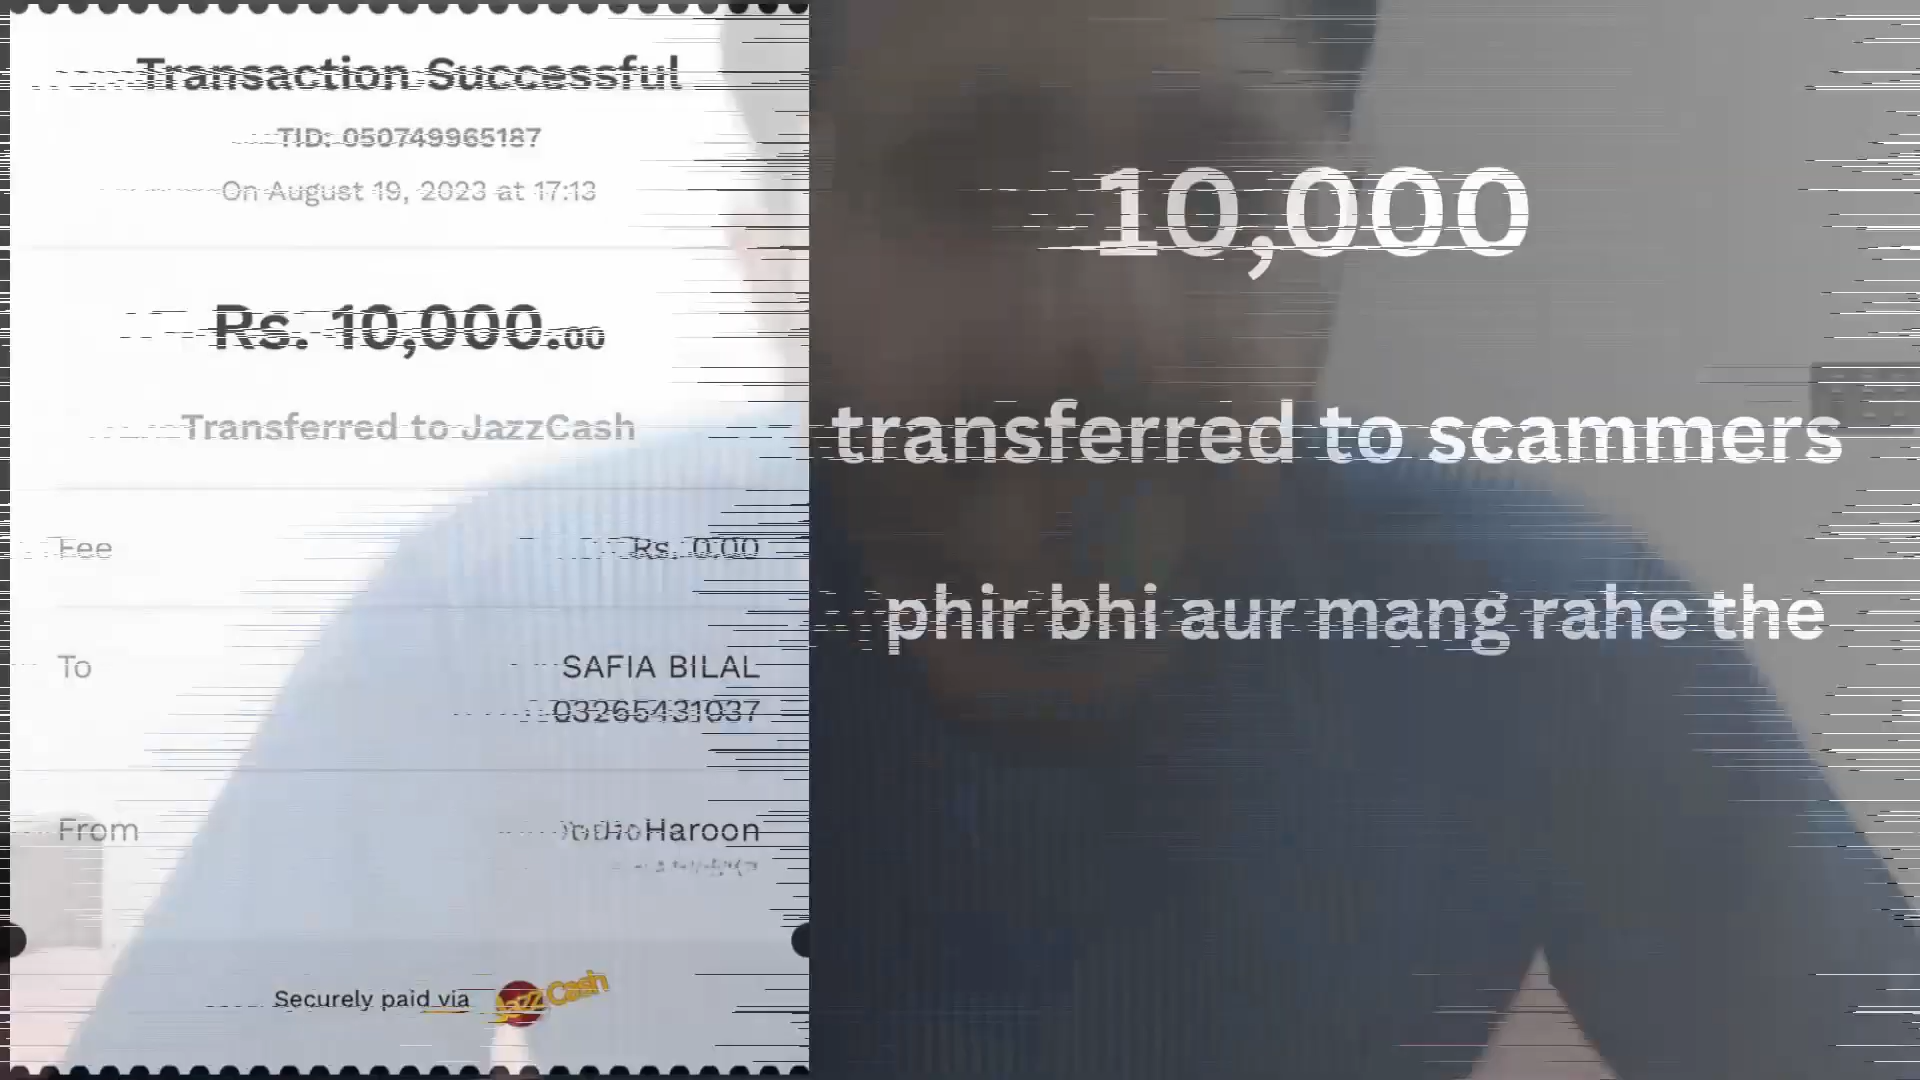 Transaction Successful
TID: 050749965187
On August 19, 2023 at 17:13
Rs. 10,000.00
Transferred to JazzCash
Fee
Rs. 0.00
To
SAFIA BILAL
03265431037
From
Haroon
Securely paid via
JazzCash
10,000
transferred to scammers
phir bhi aur mang rahe the